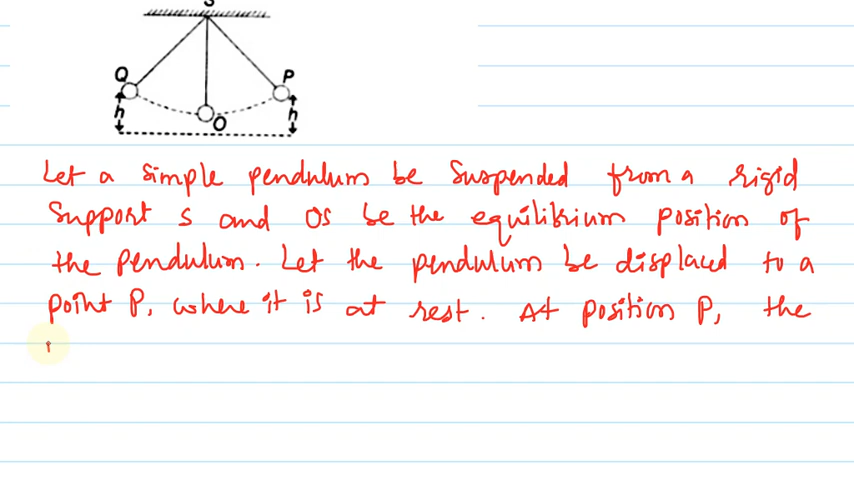 S
Q
P
h
h
O
Let a simple pendulum be suspended from a rigid
support S and OS be the equilibrium position of
the pendulum. Let the pendulum be displaced to a
point P, where it is at rest. At position P, the